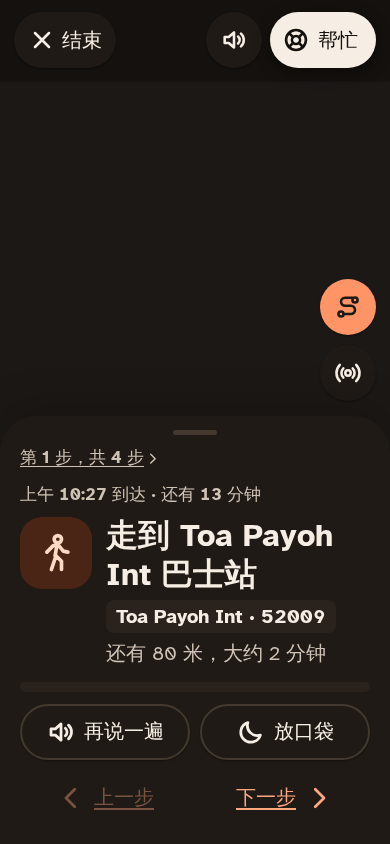 结束
帮忙
第 1 步，共 4 步
上午 10:27 到达 · 还有 13 分钟
走到 Toa Payoh
Int 巴士站
Toa Payoh Int · 52009
还有 80 米，大约 2 分钟
再说一遍
放口袋
上一步
下一步